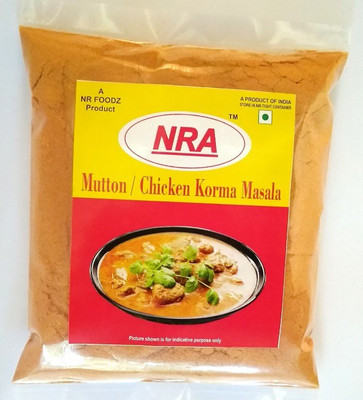 A
NR FOODZ
Product
A PRODUCT OF INDIA
STORE IN AIR-TIGHT CONTAINER
NRA
TM
Mutton / Chicken Korma Masala
Picture shown is for indicative purpose only